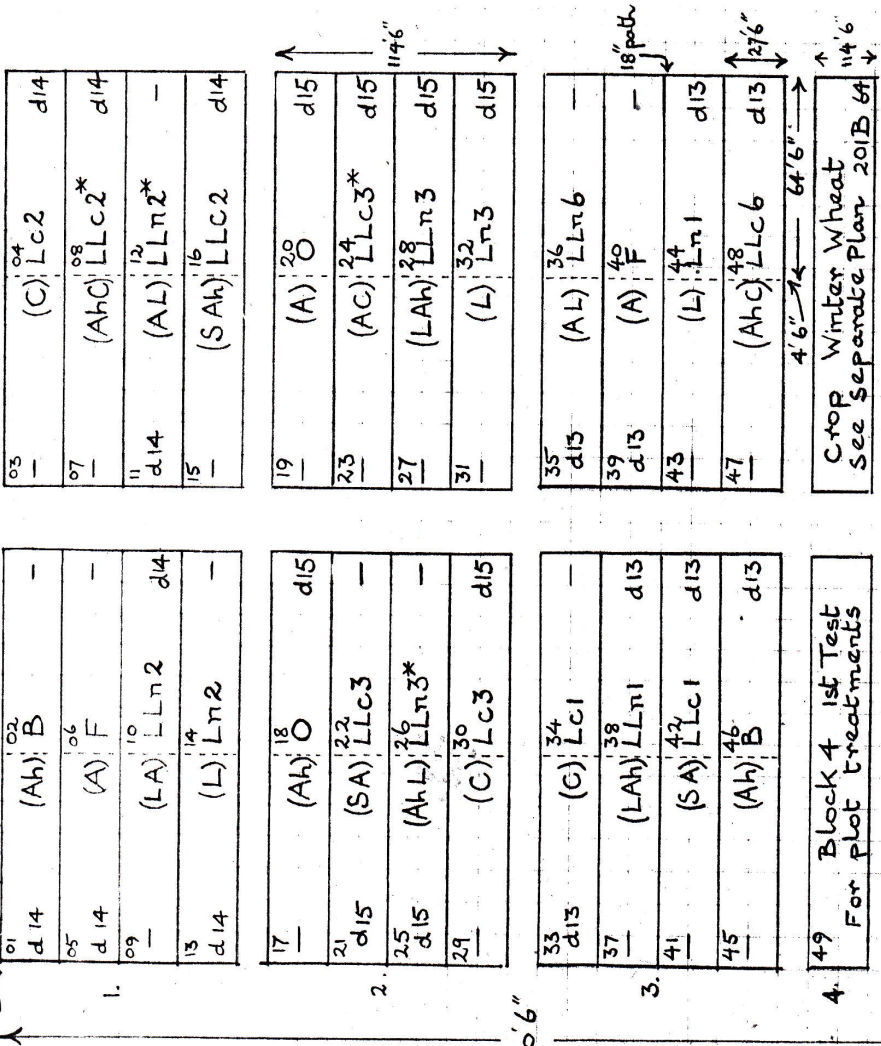 01 (Ah) 02 03 (C) 04
d14 B - — Lc2 d14
05 (A) 06 07 (AhC) 08
d14 F - — LLc2* d14
1.
09 (LA) 10 11 (AL) 12
— LLn2 d14 d14 LLn2* -
13 (L) 14 15 (SAh) 16
d14 Ln2 - LLc2 d14
17 (Ah) 18 19 (A) 20
— O d15 — O d15
21 (SA) 22 23 (AC) 24
d15 LLc3 - — LLc3* d15
2.
114'6"
25 (AhL) 26 27 (LAh) 28
d15 LLn3* - — LLn3 d15
29 (C) 30 31 (L) 32
— Lc3 d15 — Ln3 d15
33 (C) 34 35 (AL) 36
d13 Lc1 - d13 LLn6 -
37 (LAh) 38 39 (A) 40
— LLn1 d13 d13 F -
18" path
3.
41 (SA) 42 43 (L) 44
— LLc1 d13 — Ln1 d13
45 (Ah) 46 47 (AhC) 48
— B d13 — LLc6 d13
27'6"
4'6" 64'6"
4.
49 Block 4 1st Test
For plot treatments
Crop Winter Wheat
see separate Plan 201B 64
114'6
0'6"